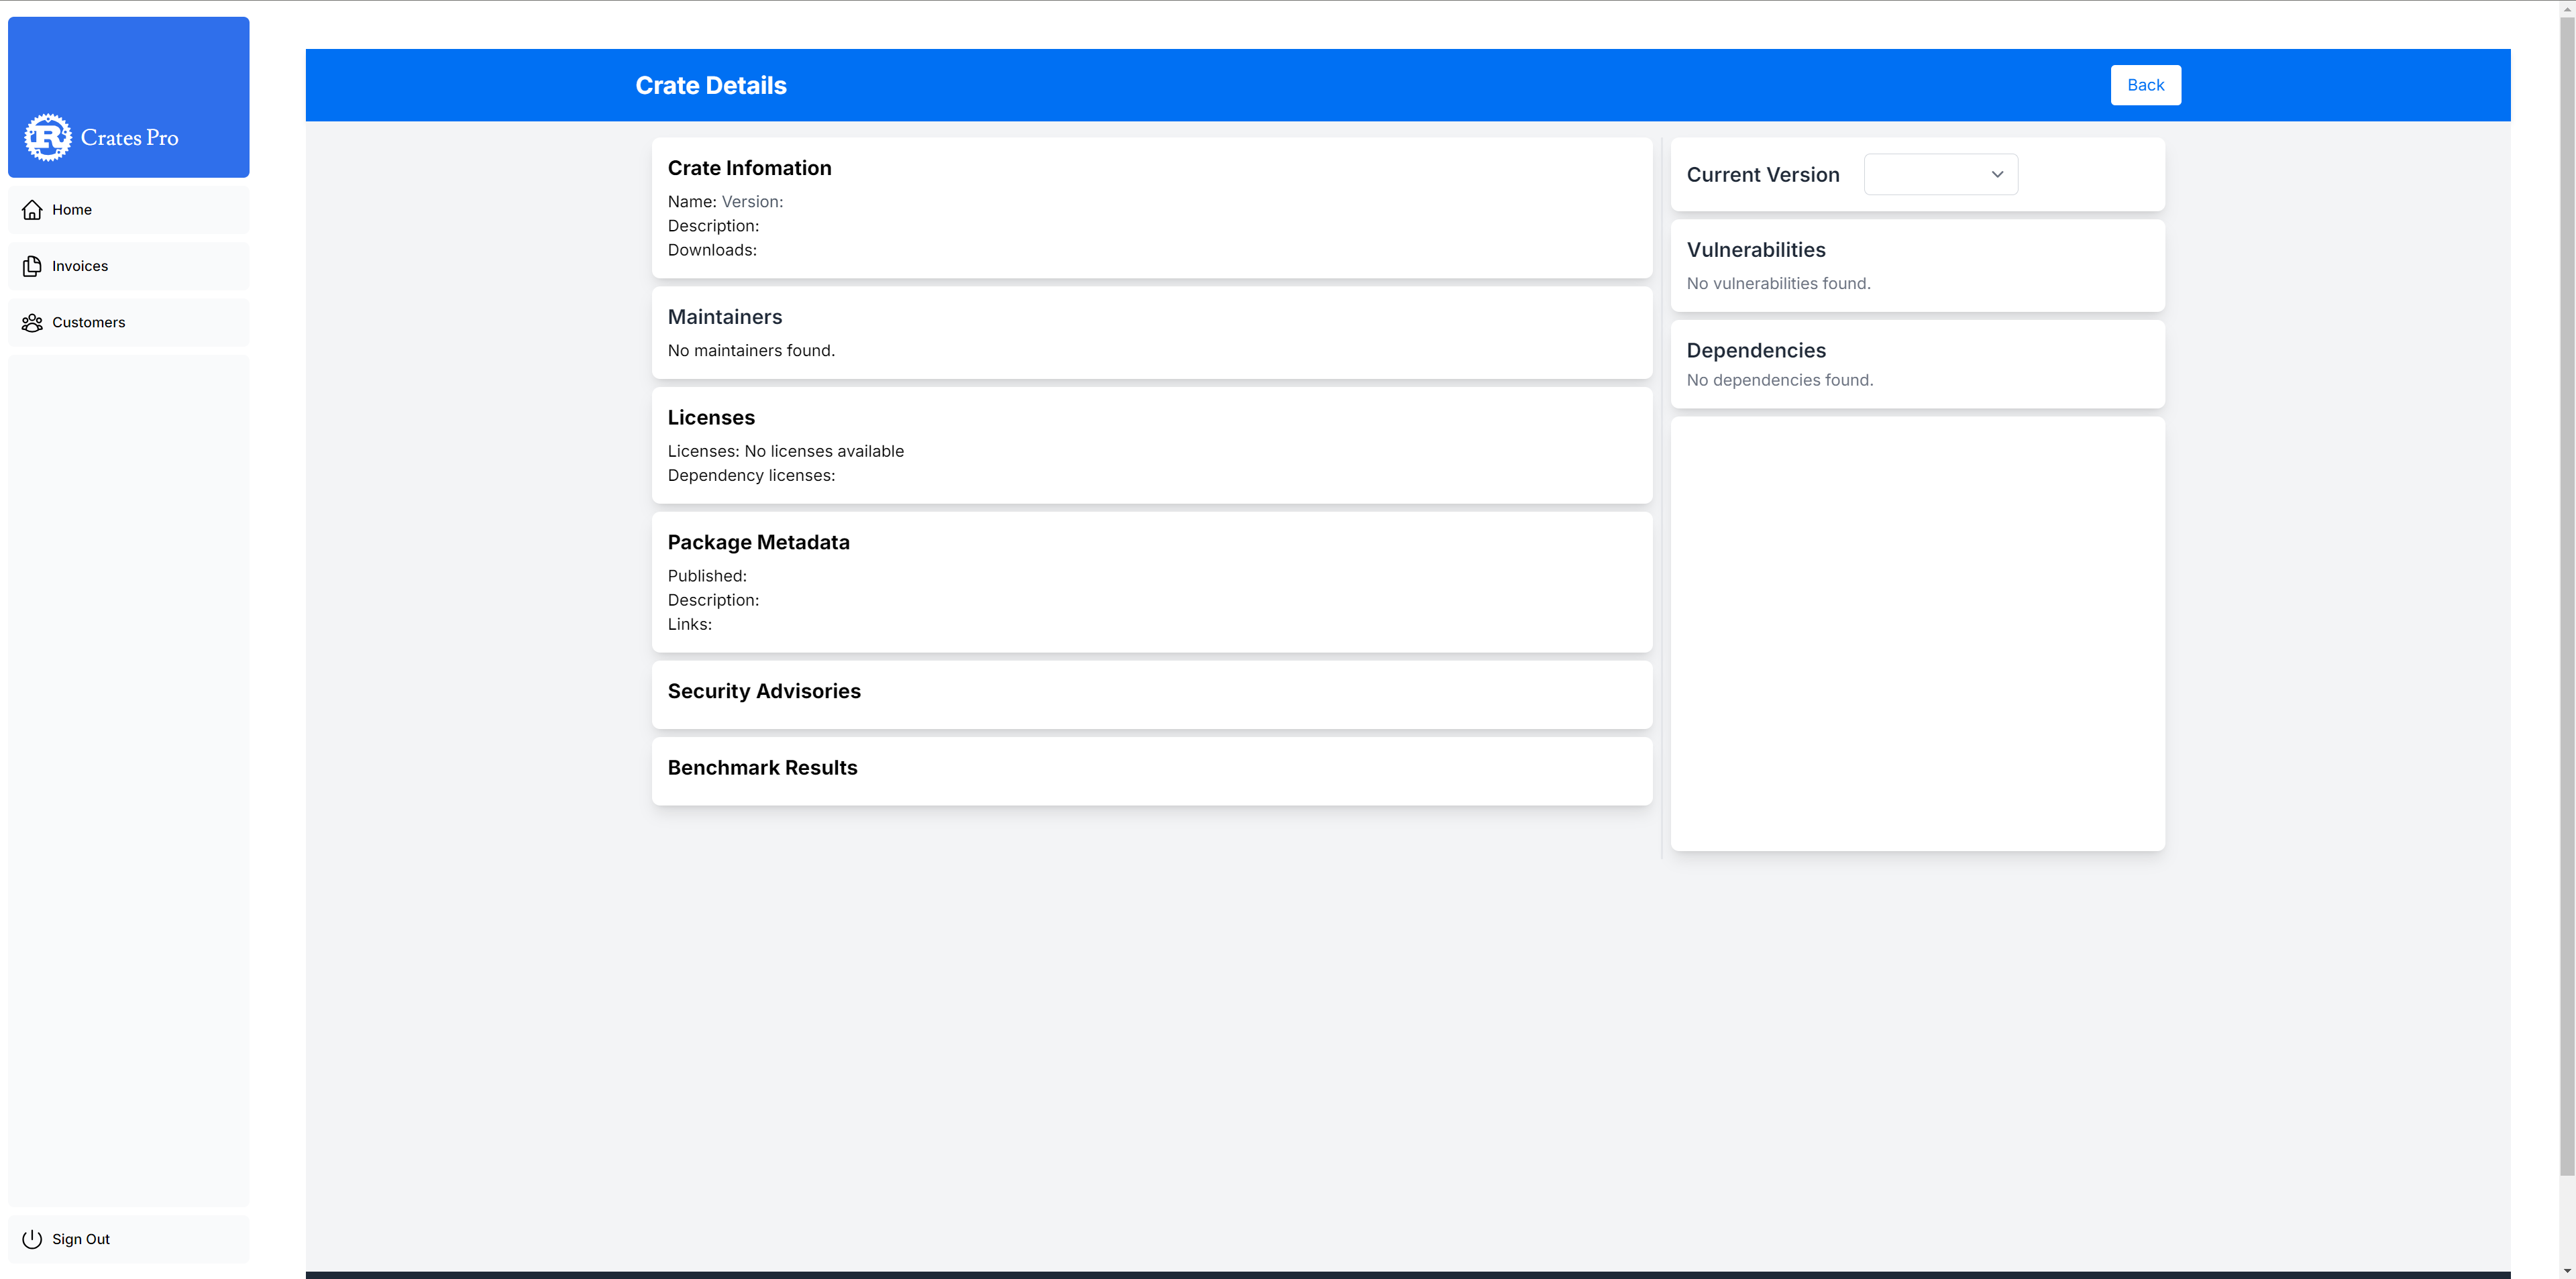 Crates Pro
Home
Invoices
Customers
Sign Out
Crate Details
Back
Crate Infomation
Name: Version:
Description:
Downloads:
Maintainers
No maintainers found.
Licenses
Licenses: No licenses available
Dependency licenses:
Package Metadata
Published:
Description:
Links:
Security Advisories
Benchmark Results
Current Version
Vulnerabilities
No vulnerabilities found.
Dependencies
No dependencies found.